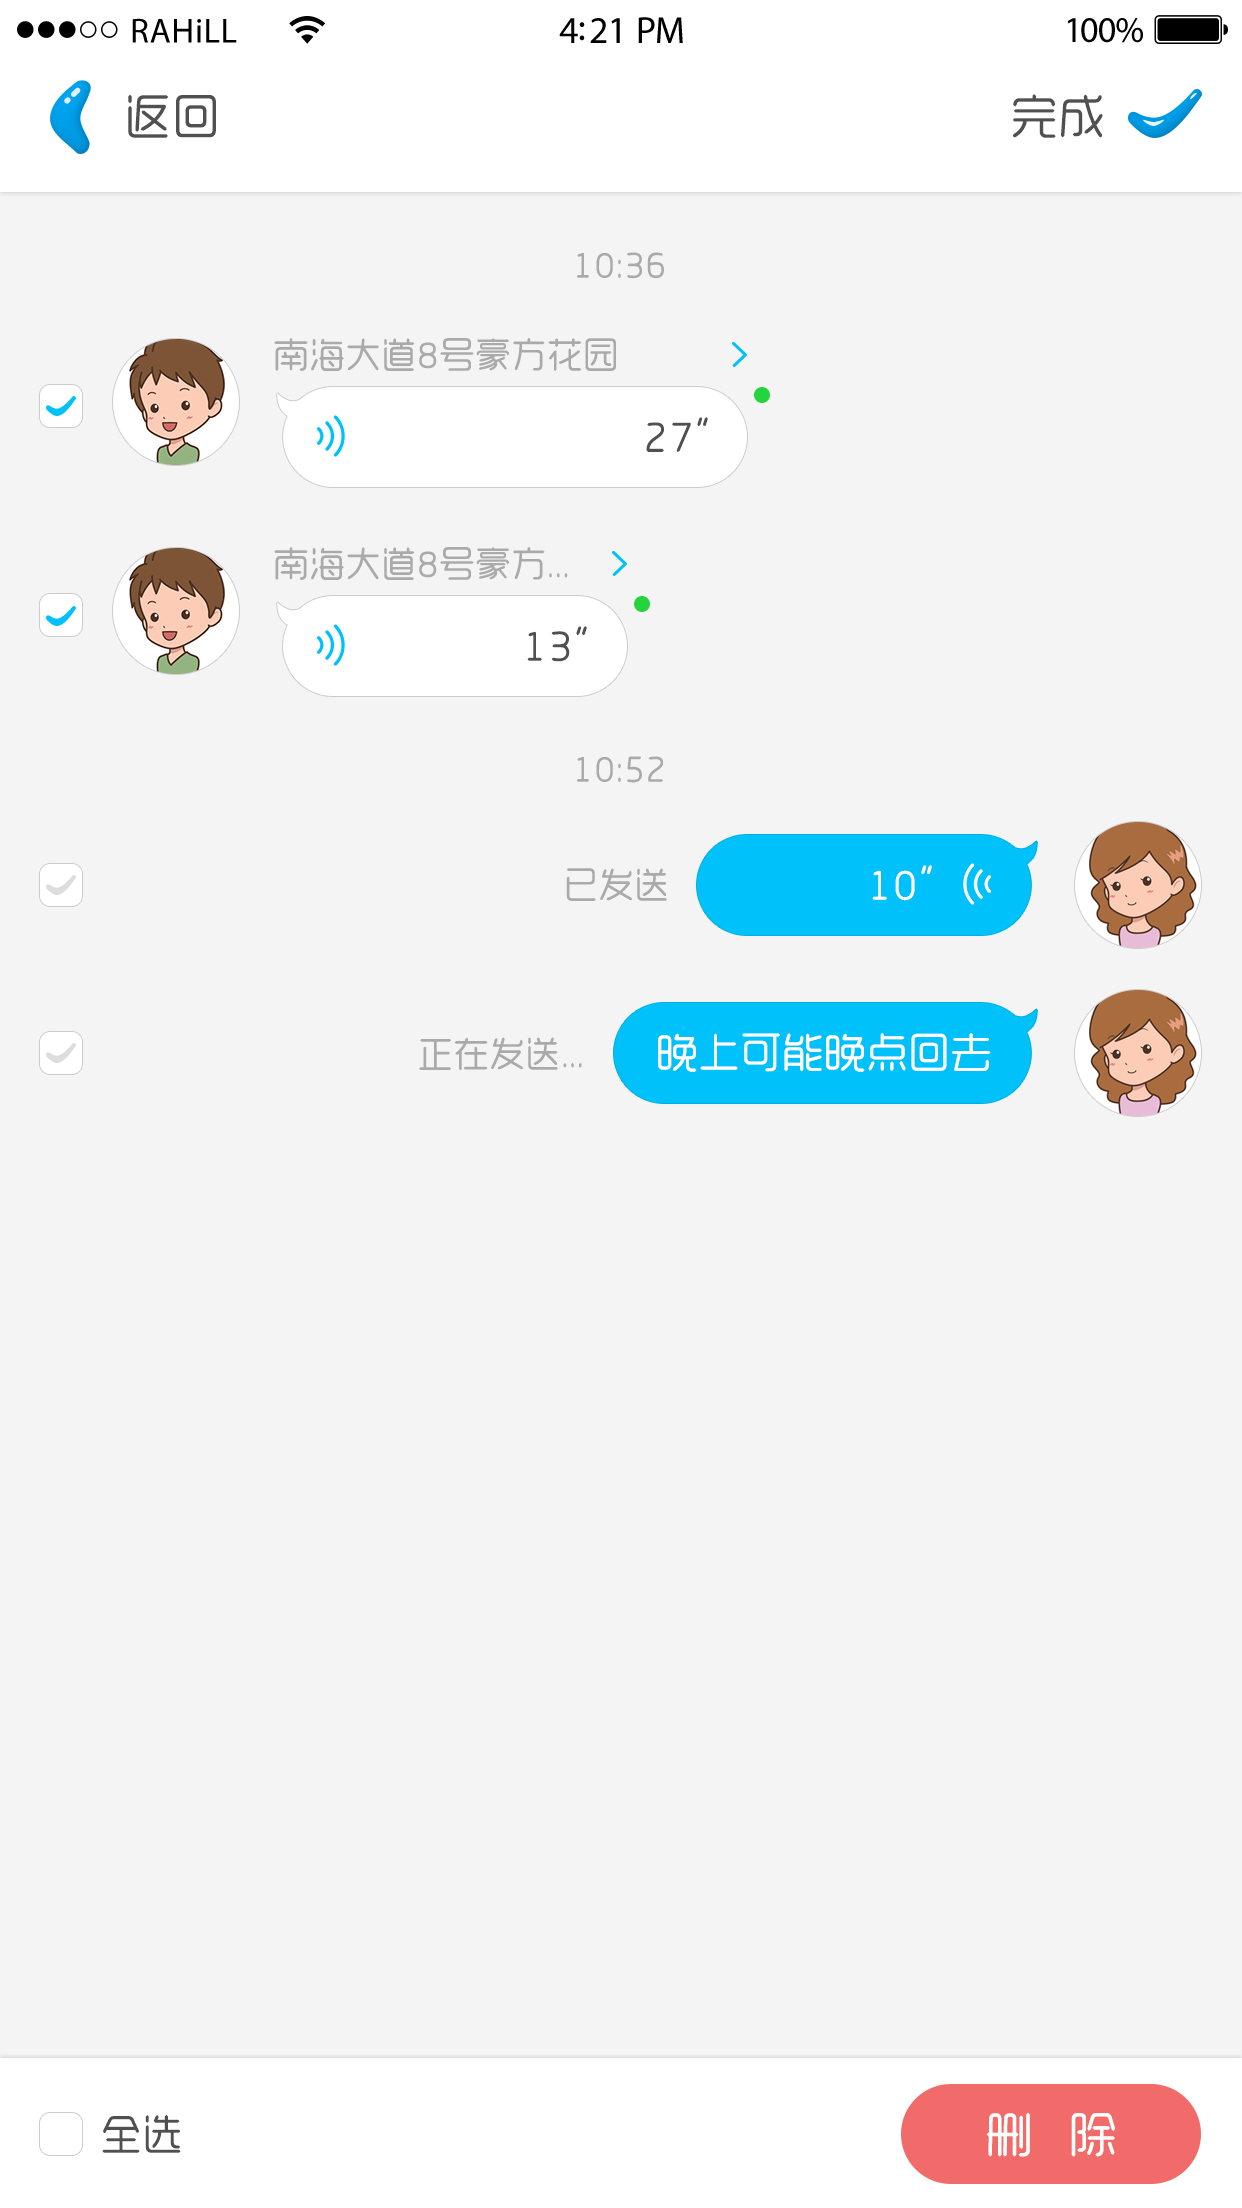 RAHiLL 4:21 PM 100%
返回 完成
10:36
南海大道8号豪方花园
27"
南海大道8号豪方...
13"
10:52
已发送 10"
正在发送... 晚上可能晚点回去
全选 删除